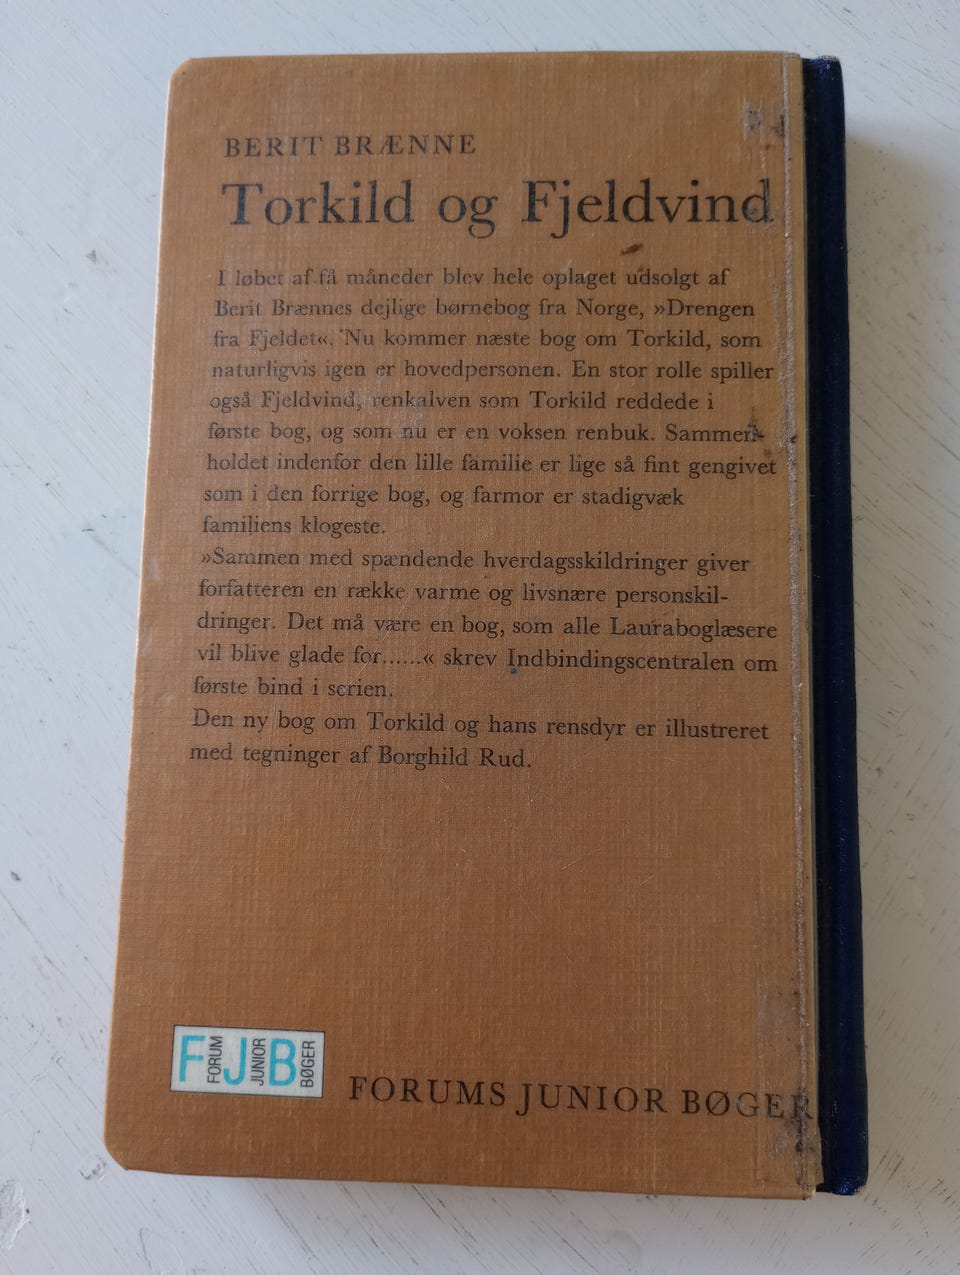 BERIT BRÆNNE
Torkild og Fjeldvind
I løbet af få måneder blev hele oplaget udsolgt af
Berit Brænnes dejlige børnebog fra Norge, »Drengen
fra Fjeldet«. Nu kommer næste bog om Torkild, som
naturligvis igen er hovedpersonen. En stor rolle spiller
også Fjeldvind, renkalven som Torkild reddede i
første bog, og som nu er en voksen renbuk. Sammen-
holdet indenfor den lille familie er lige så fint gengivet
som i den forrige bog, og farmor er stadigvæk
familiens klogeste.
»Sammen med spændende hverdagsskildringer giver
forfatteren en række varme og livsnære personskil-
dringer. Det må være en bog, som alle Lauraboglæsere
vil blive glade for......« skrev Indbindingscentralen om
første bind i serien.
Den ny bog om Torkild og hans rensdyr er illustreret
med tegninger af Borghild Rud.
F FORUM J JUNIOR B BØGER
FORUMS JUNIOR BØGER